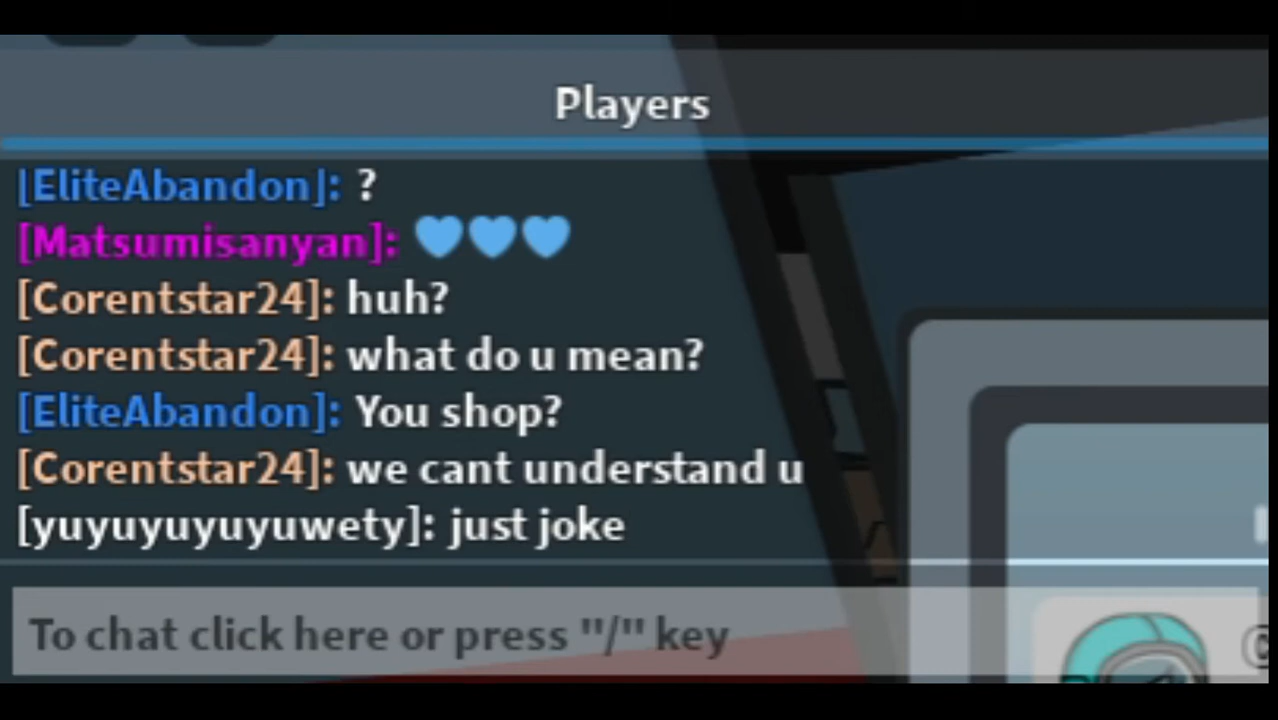 Players
[EliteAbandon]: ?
[Matsumisanyan]: 💙💙💙
[Corentstar24]: huh?
[Corentstar24]: what do u mean?
[EliteAbandon]: You shop?
[Corentstar24]: we cant understand u
[yuyuyuyuyuwety]: just joke
To chat click here or press "/" key